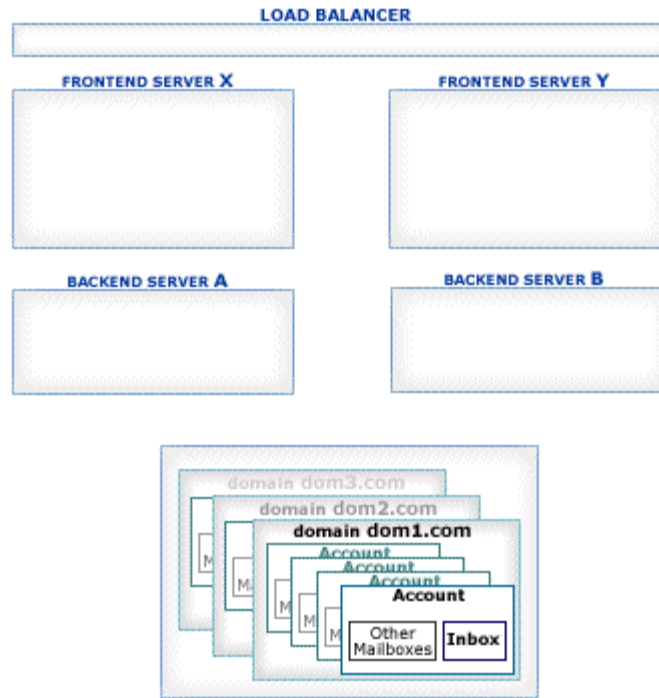 LOAD BALANCER
FRONTEND SERVER X
FRONTEND SERVER Y
BACKEND SERVER A
BACKEND SERVER B
domain dom3.com
domain dom2.com
domain dom1.com
Account
Account
Account
Account
Other
Mailboxes
Inbox